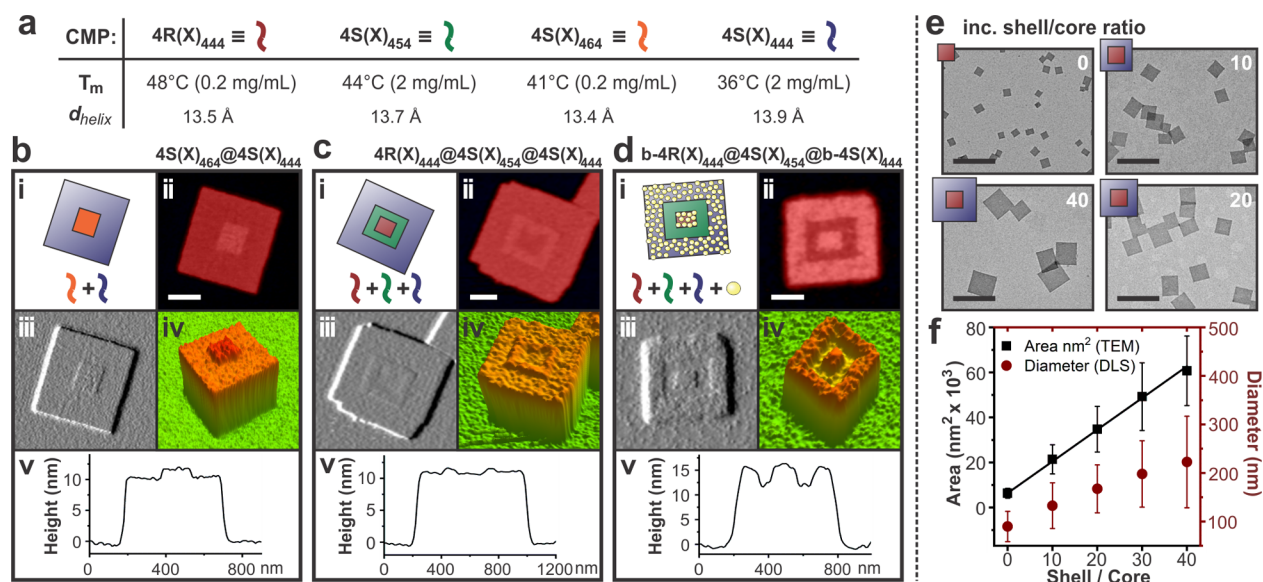 a
CMP: 4R(X)444 ≡ 4S(X)454 ≡ 4S(X)464 ≡ 4S(X)444 ≡
Tm 48°C (0.2 mg/mL) 44°C (2 mg/mL) 41°C (0.2 mg/mL) 36°C (2 mg/mL)
dhelix 13.5 Å 13.7 Å 13.4 Å 13.9 Å
b 4S(X)464@4S(X)444
i ii
+
iii iv
v
Height (nm)
10
5
0
0 400 800 nm
c 4R(X)444@4S(X)454@4S(X)444
i ii
+ +
iii iv
v
Height (nm)
10
5
0
0 400 800 1200 nm
d b-4R(X)444@4S(X)454@b-4S(X)444
i ii
+ + +
iii iv
v
Height (nm)
15
10
5
0
0 400 800 nm
e inc. shell/core ratio
0 10
40 20
f
Area (nm² x 10³)
80
60
40
20
0
Area nm² (TEM)
Diameter (DLS)
500
400
300
200
100
Diameter (nm)
0 10 20 30 40
Shell / Core